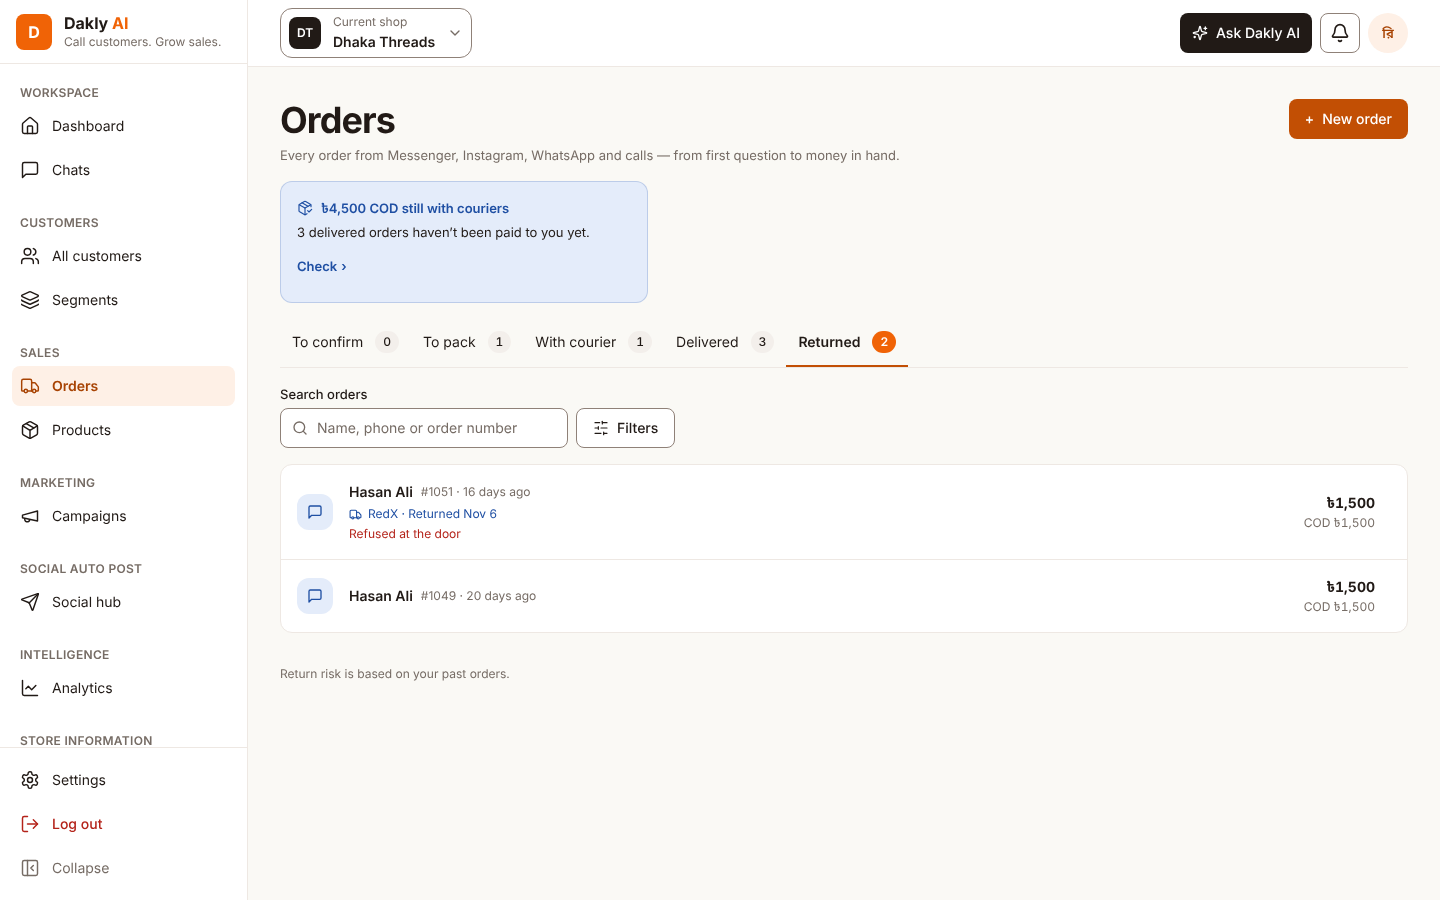 D
Dakly AI
Call customers. Grow sales.
WORKSPACE
Dashboard
Chats
CUSTOMERS
All customers
Segments
SALES
Orders
Products
MARKETING
Campaigns
SOCIAL AUTO POST
Social hub
INTELLIGENCE
Analytics
STORE INFORMATION
Settings
Log out
Collapse
DT
Current shop
Dhaka Threads
Ask Dakly AI
রি
Orders
+ New order
Every order from Messenger, Instagram, WhatsApp and calls — from first question to money in hand.
৳4,500 COD still with couriers
3 delivered orders haven’t been paid to you yet.
Check ›
To confirm 0 To pack 1 With courier 1 Delivered 3 Returned 2
Search orders
Name, phone or order number
Filters
Hasan Ali #1051 · 16 days ago
RedX · Returned Nov 6
Refused at the door
৳1,500
COD ৳1,500
Hasan Ali #1049 · 20 days ago
৳1,500
COD ৳1,500
Return risk is based on your past orders.